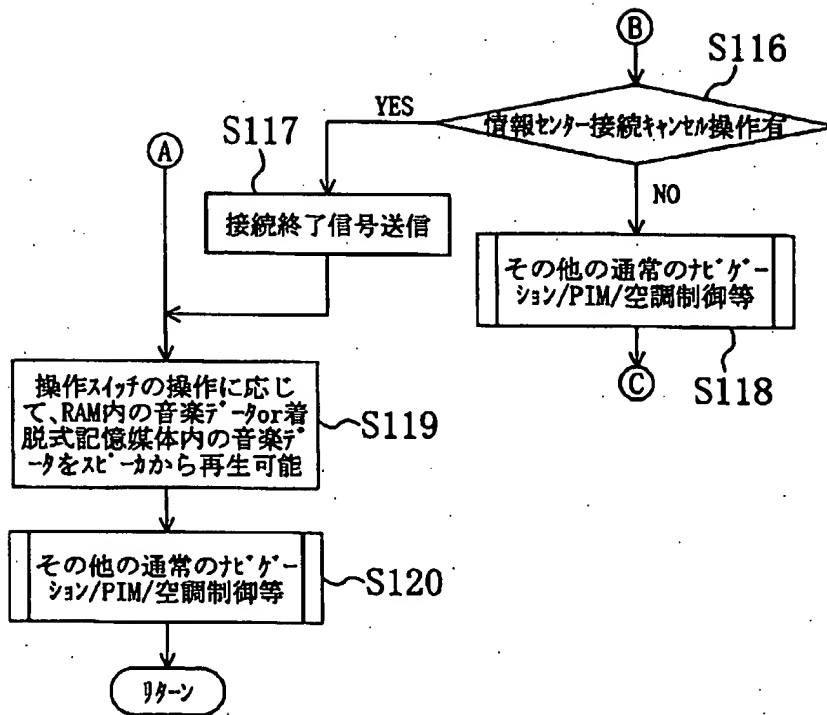 B
S116
YES
情報センター接続キャンセル操作有
S117
A
NO
接続終了信号送信
その他の通常のナビゲー
ション/PIM/空調制御等
C
S118
操作スイッチの操作に応じ
て、RAM内の音楽データor着
脱式記憶媒体内の音楽デ
ータをスピーカから再生可能
S119
その他の通常のナビゲー
ション/PIM/空調制御等
S120
リターン